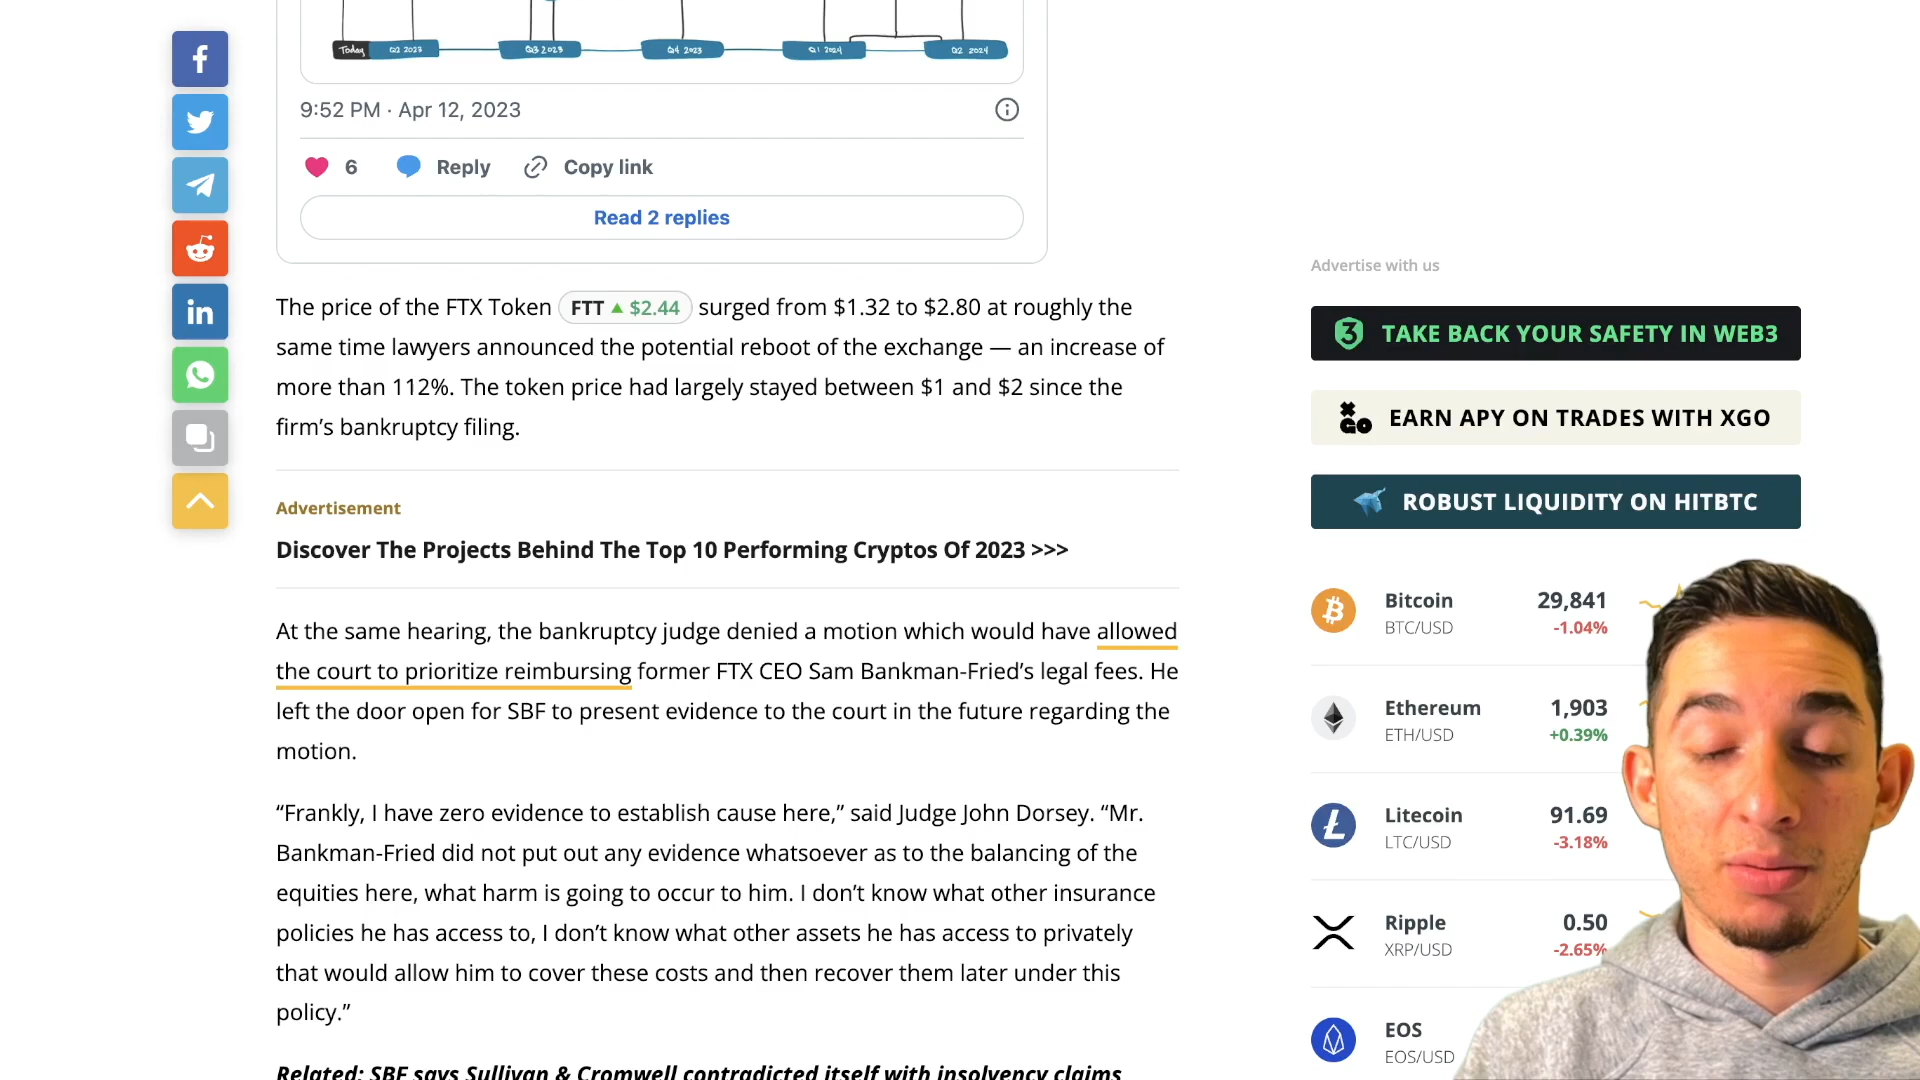 Today
Q2 2023
Q3 2023
Q4 2023
Q1 2024
Q2 2024
9:52 PM · Apr 12, 2023
6
Reply
Copy link
Read 2 replies
The price of the FTX Token FTT $2.44 surged from $1.32 to $2.80 at roughly the
same time lawyers announced the potential reboot of the exchange — an increase of
more than 112%. The token price had largely stayed between $1 and $2 since the
firm’s bankruptcy filing.
Advertisement
Discover The Projects Behind The Top 10 Performing Cryptos Of 2023 >>>
At the same hearing, the bankruptcy judge denied a motion which would have allowed
the court to prioritize reimbursing former FTX CEO Sam Bankman-Fried’s legal fees. He
left the door open for SBF to present evidence to the court in the future regarding the
motion.
“Frankly, I have zero evidence to establish cause here,” said Judge John Dorsey. “Mr.
Bankman-Fried did not put out any evidence whatsoever as to the balancing of the
equities here, what harm is going to occur to him. I don’t know what other insurance
policies he has access to, I don’t know what other assets he has access to privately
that would allow him to cover these costs and then recover them later under this
policy.”
Related: SBF says Sullivan & Cromwell contradicted itself with insolvency claims
Advertise with us
TAKE BACK YOUR SAFETY IN WEB3
EARN APY ON TRADES WITH XGO
ROBUST LIQUIDITY ON HITBTC
Bitcoin 29,841
BTC/USD -1.04%
Ethereum 1,903
ETH/USD +0.39%
Litecoin 91.69
LTC/USD -3.18%
Ripple 0.50
XRP/USD -2.65%
EOS
EOS/USD